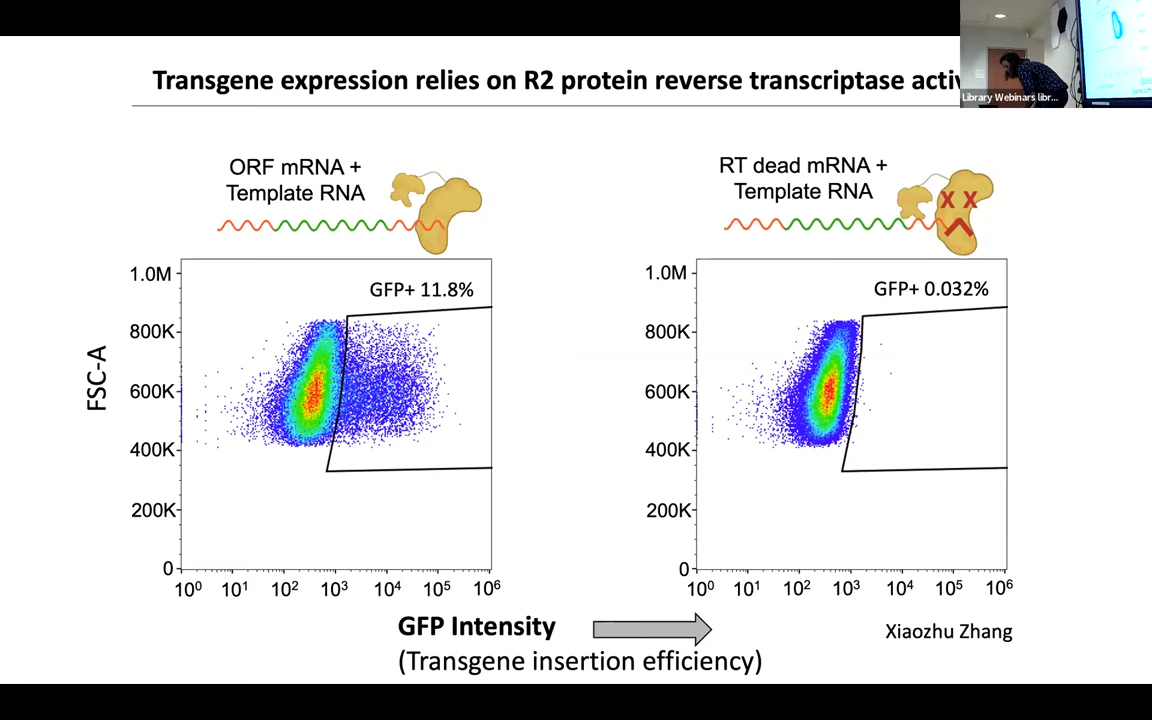 Transgene expression relies on R2 protein reverse transcriptase
Library Webinars libr...
ORF mRNA +
Template RNA
RT dead mRNA +
Template RNA
X X
1.0M
GFP+ 11.8%
800K
600K
400K
200K
0
FSC-A
10⁰ 10¹ 10² 10³ 10⁴ 10⁵ 10⁶
1.0M
GFP+ 0.032%
800K
600K
400K
200K
0
10⁰ 10¹ 10² 10³ 10⁴ 10⁵ 10⁶
GFP Intensity
(Transgene insertion efficiency)
Xiaozhu Zhang